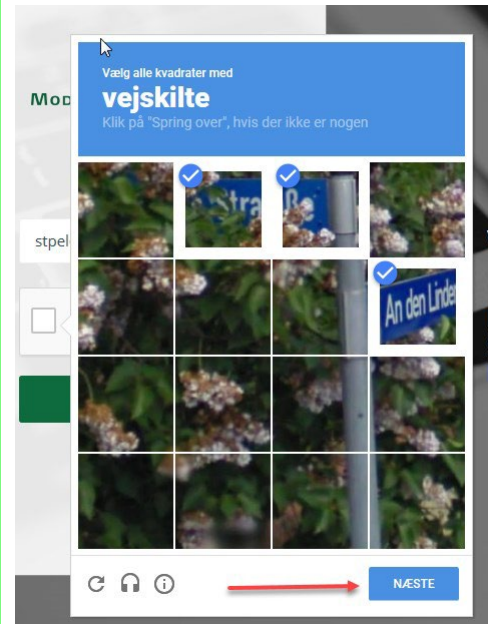 Vælg alle kvadrater med
vejskilte
Klik på "Spring over", hvis der ikke er nogen
MOD
straße
stpel
An den Linden
NÆSTE